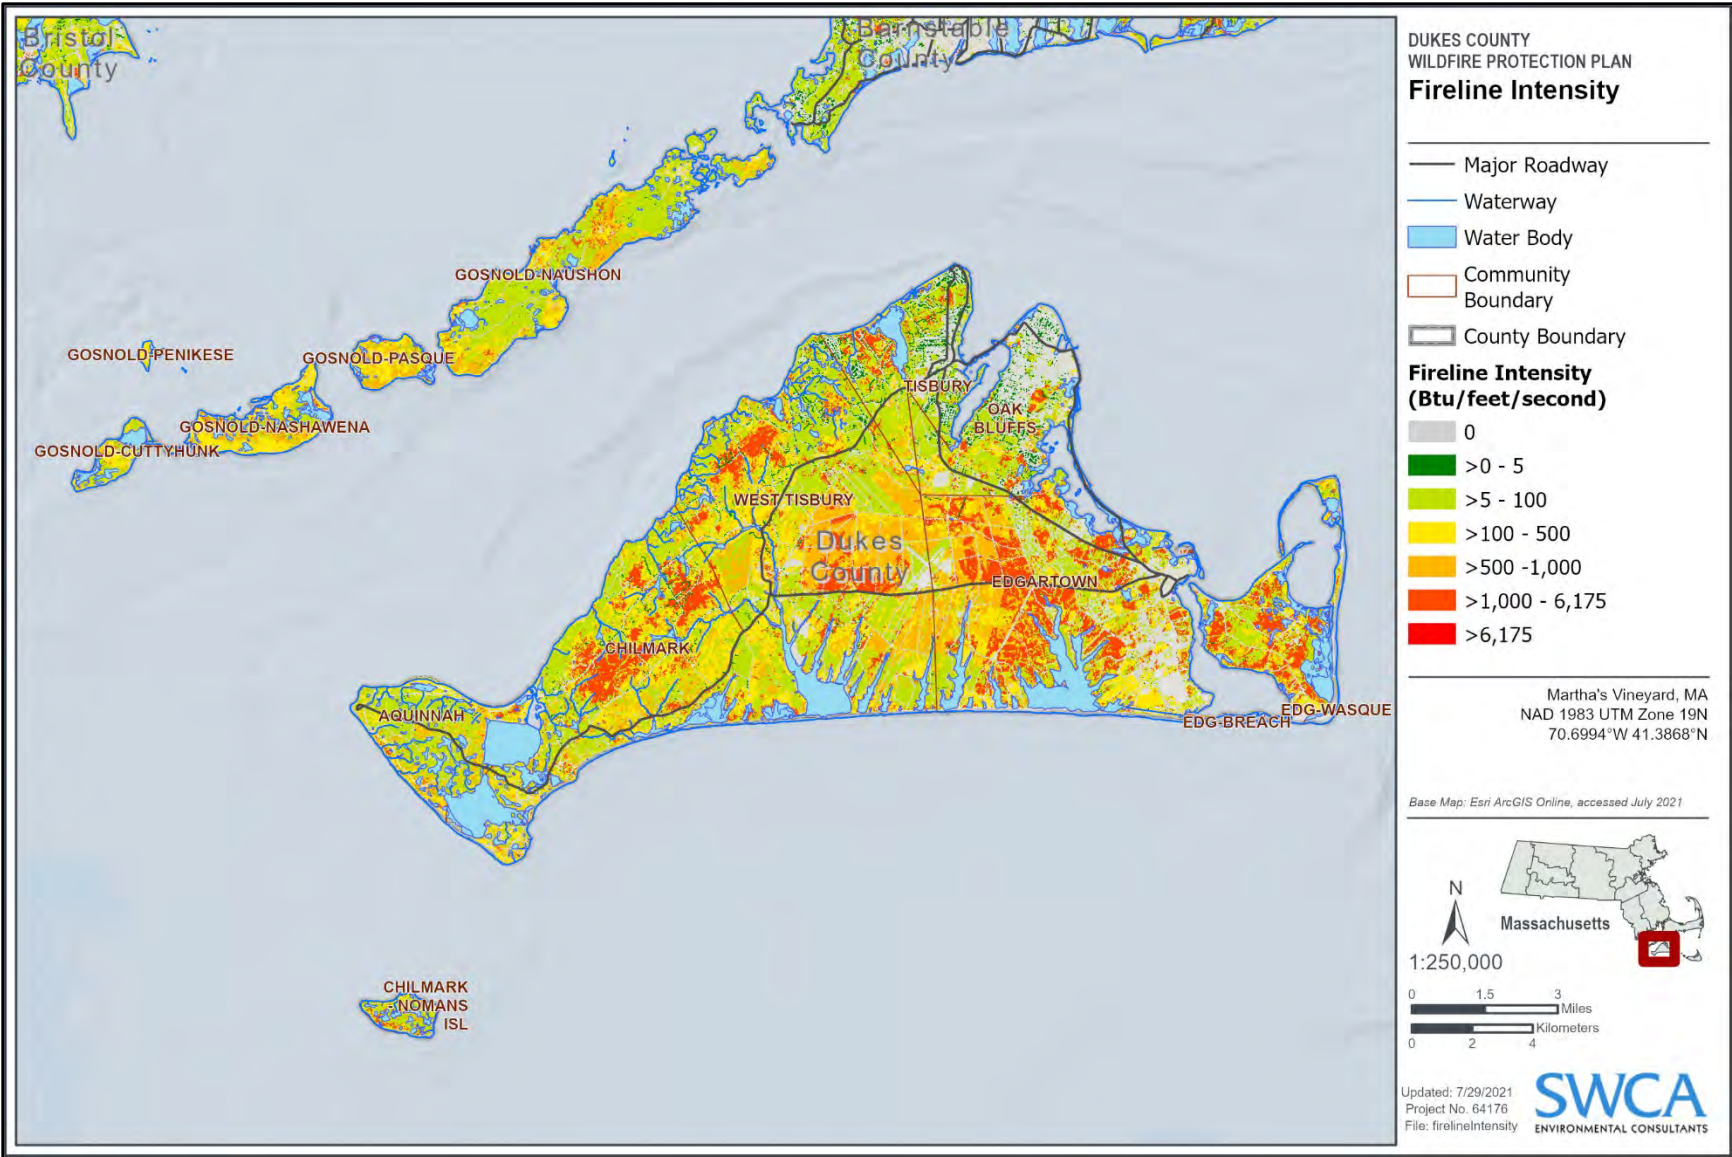 Bristol
County
Barnstable
County
GOSNOLD-NAUSHON
GOSNOLD-PENIKESE
GOSNOLD-PASQUE
GOSNOLD-NASHAWENA
GOSNOLD-CUTTYHUNK
TISBURY
OAK
BLUFFS
WEST TISBURY
Dukes
County
EDGARTOWN
CHILMARK
AQUINNAH
EDG-WASQUE
EDG-BREACH
CHILMARK
- NOMANS
ISL
DUKES COUNTY
WILDFIRE PROTECTION PLAN
Fireline Intensity
Major Roadway
Waterway
Water Body
Community
Boundary
County Boundary
Fireline Intensity
(Btu/feet/second)
0
>0 - 5
>5 - 100
>100 - 500
>500 -1,000
>1,000 - 6,175
>6,175
Martha's Vineyard, MA
NAD 1983 UTM Zone 19N
70.6994°W 41.3868°N
Base Map: Esri ArcGIS Online, accessed July 2021
N
Massachusetts
1:250,000
0 1.5 3
Miles
Kilometers
0 2 4
Updated: 7/29/2021
Project No. 64176
File: firelineIntensity
SWCA
ENVIRONMENTAL CONSULTANTS